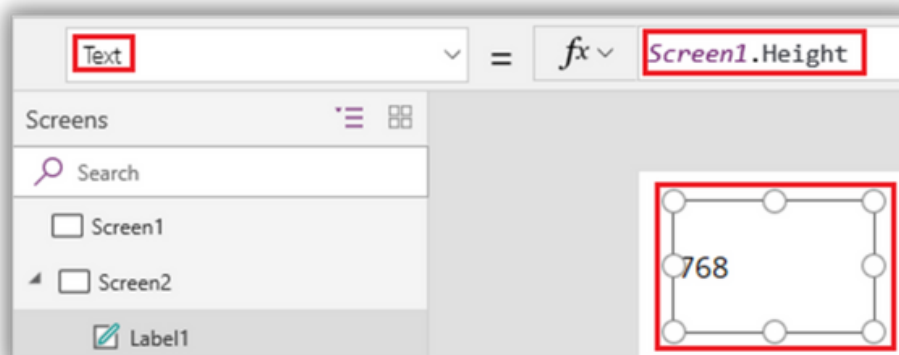 Text = fx Screen1.Height
Screens
Search
Screen1
768
Screen2
Label1